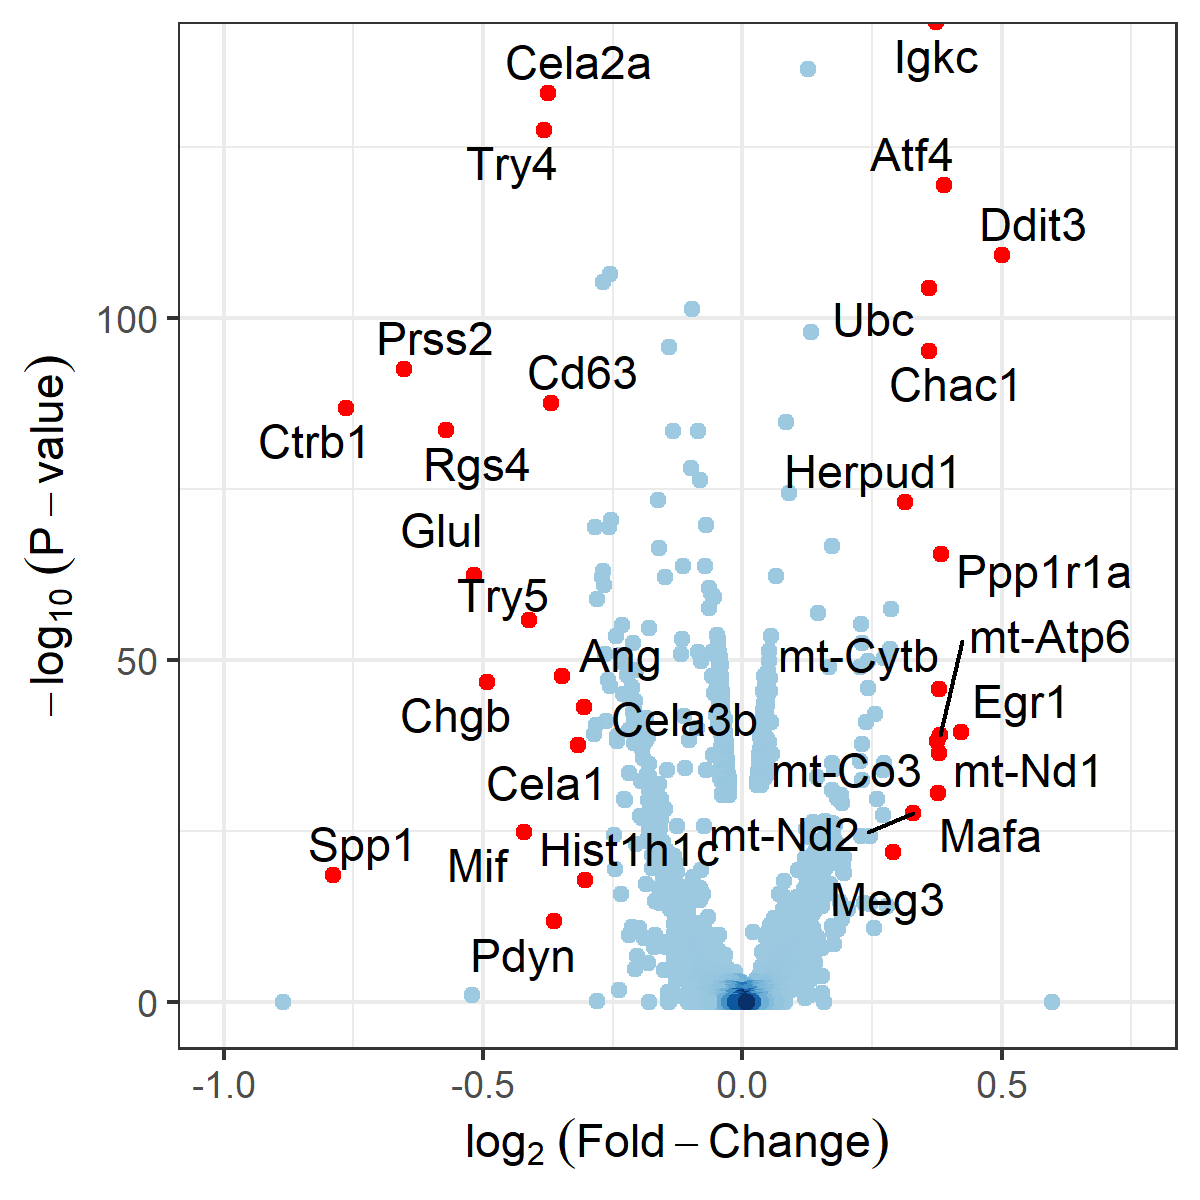 Igkc
Cela2a
Try4
Atf4
Ddit3
Ubc
Chac1
Prss2
Cd63
Ctrb1
Rgs4
Herpud1
Glul
Ppp1r1a
Try5
mt-Atp6
Ang
mt-Cytb
Chgb
Egr1
Cela3b
Cela1
mt-Co3
mt-Nd1
Spp1
Mif
Hist1h1c
mt-Nd2
Mafa
Meg3
Pdyn
100
50
0
-1.0
-0.5
0.0
0.5
−log10 (P − value)
log2 (Fold − Change)